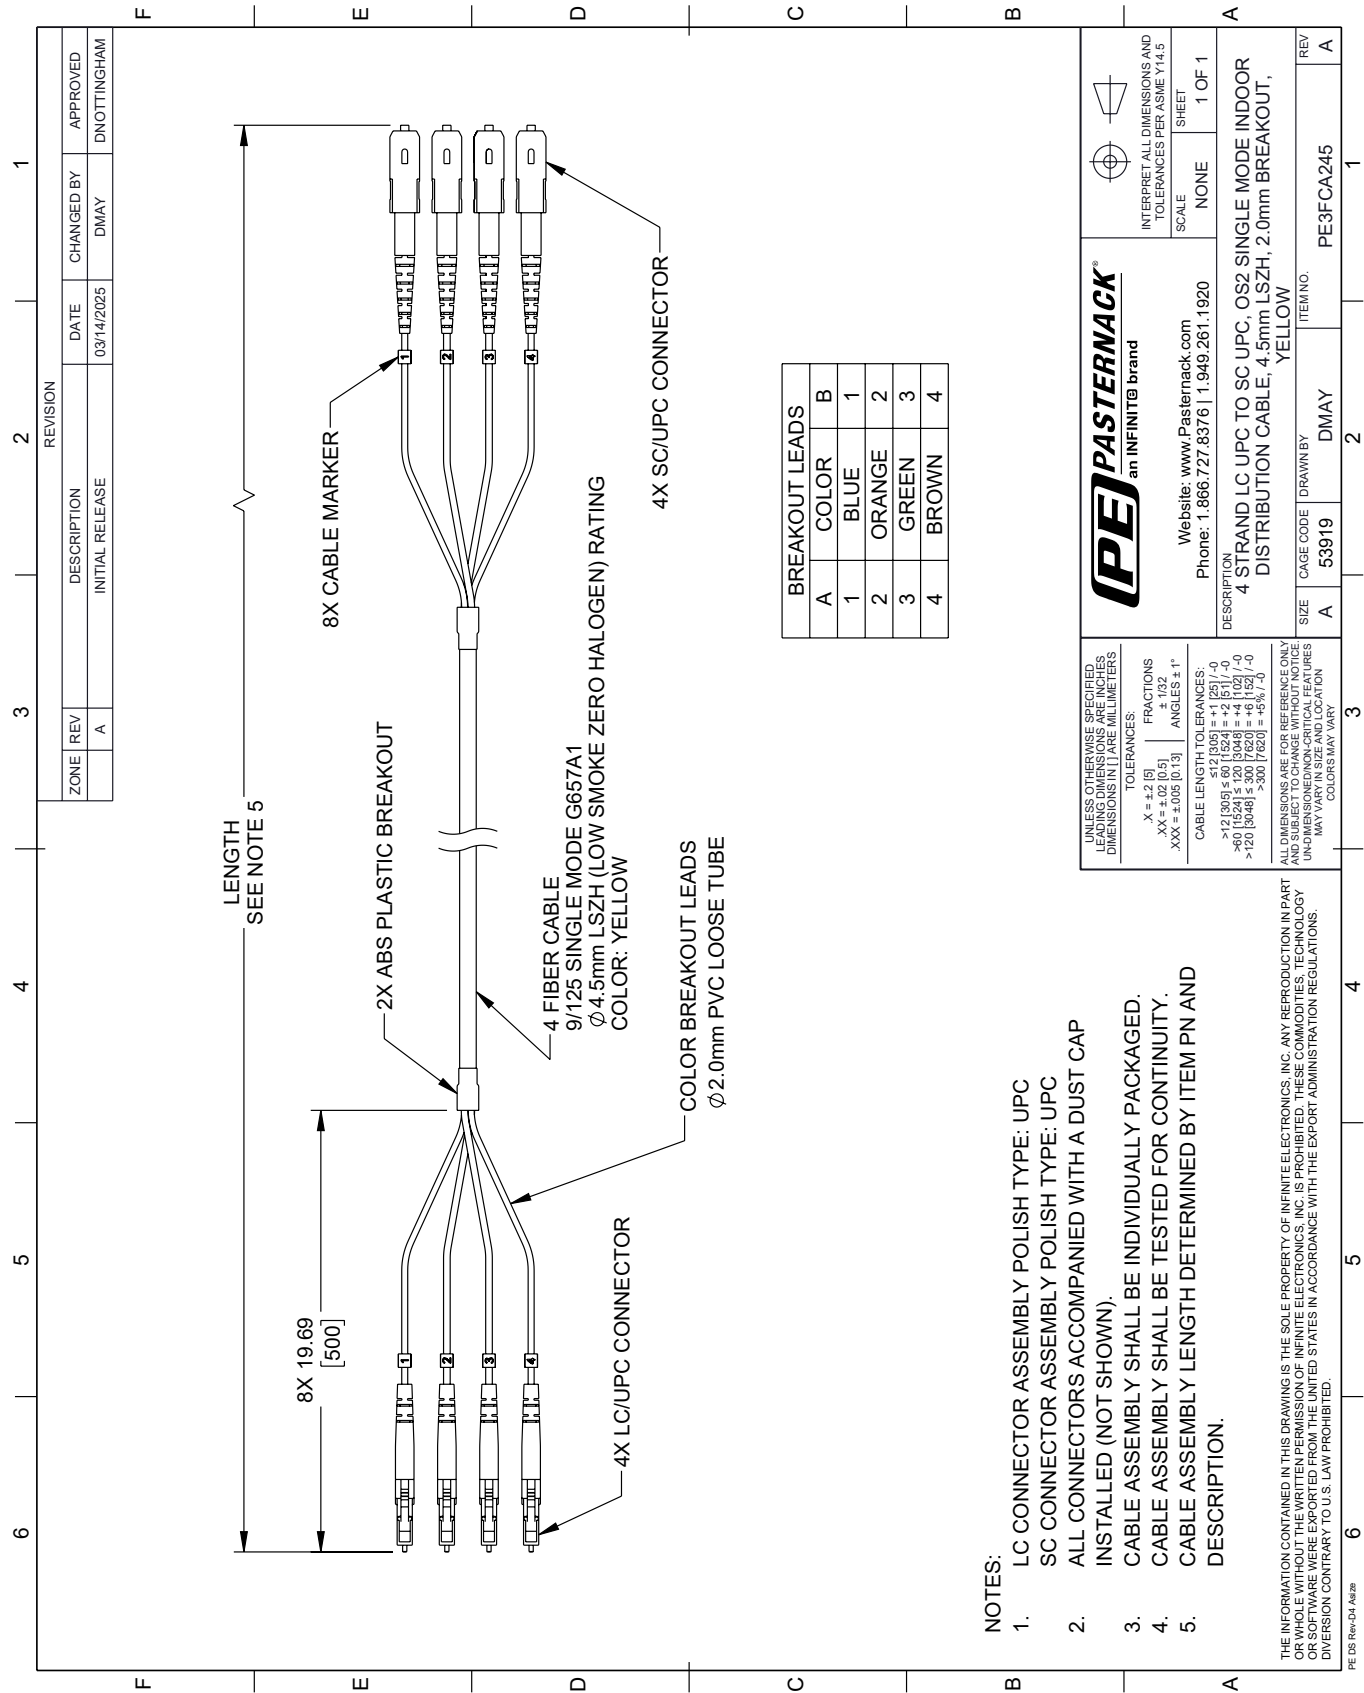 6
5
4
3
2
1
F
E
D
C
B
A
REVISION
ZONE REV DESCRIPTION DATE CHANGED BY APPROVED
A INITIAL RELEASE 03/14/2025 DMAY DNOTTINGHAM
LENGTH
SEE NOTE 5
8X 19.69
[500]
2X ABS PLASTIC BREAKOUT
8X CABLE MARKER
1
2
3
4
1
2
3
4
4X LC/UPC CONNECTOR
COLOR BREAKOUT LEADS
Ø2.0mm PVC LOOSE TUBE
4 FIBER CABLE
9/125 SINGLE MODE G657A1
Ø4.5mm LSZH (LOW SMOKE ZERO HALOGEN) RATING
COLOR: YELLOW
4X SC/UPC CONNECTOR
BREAKOUT LEADS
A COLOR B
1 BLUE 1
2 ORANGE 2
3 GREEN 3
4 BROWN 4
NOTES:
1. LC CONNECTOR ASSEMBLY POLISH TYPE: UPC
SC CONNECTOR ASSEMBLY POLISH TYPE: UPC
2. ALL CONNECTORS ACCOMPANIED WITH A DUST CAP
INSTALLED (NOT SHOWN).
3. CABLE ASSEMBLY SHALL BE INDIVIDUALLY PACKAGED.
4. CABLE ASSEMBLY SHALL BE TESTED FOR CONTINUITY.
5. CABLE ASSEMBLY LENGTH DETERMINED BY ITEM PN AND
DESCRIPTION.
THE INFORMATION CONTAINED IN THIS DRAWING IS THE SOLE PROPERTY OF INFINITE ELECTRONICS, INC. ANY REPRODUCTION IN PART
OR WHOLE WITHOUT THE WRITTEN PERMISSION OF INFINITE ELECTRONICS, INC. IS PROHIBITED. THESE COMMODITIES, TECHNOLOGY
OR SOFTWARE WERE EXPORTED FROM THE UNITED STATES IN ACCORDANCE WITH THE EXPORT ADMINISTRATION REGULATIONS.
DIVERSION CONTRARY TO U.S. LAW PROHIBITED.
UNLESS OTHERWISE SPECIFIED
LEADING DIMENSIONS ARE INCHES
DIMENSIONS IN [ ] ARE MILLIMETERS
TOLERANCES:
.X = ±.2 [5] FRACTIONS
.XX = ±.02 [0.5] ± 1/32
.XXX = ±.005 [0.13] ANGLES ± 1°
CABLE LENGTH TOLERANCES:
≤12 [305] = +1 [25] / -0
>12 [305] ≤ 60 [1524] = +2 [51] / -0
>60 [1524] ≤ 120 [3048] = +4 [102] / -0
>120 [3048] ≤ 300 [7620] = +6 [152] / -0
>300 [7620] = +5% / -0
ALL DIMENSIONS ARE FOR REFERENCE ONLY
AND SUBJECT TO CHANGE WITHOUT NOTICE.
UN-DIMENSIONED/NON-CRITICAL FEATURES
MAY VARY IN SIZE AND LOCATION
COLORS MAY VARY
PE PASTERNACK®
an INFINITE brand
Website: www.Pasternack.com
Phone: 1.866.727.8376 | 1.949.261.1920
INTERPRET ALL DIMENSIONS AND
TOLERANCES PER ASME Y14.5
SCALE NONE
SHEET 1 OF 1
DESCRIPTION
4 STRAND LC UPC TO SC UPC, OS2 SINGLE MODE INDOOR
DISTRIBUTION CABLE, 4.5mm LSZH, 2.0mm BREAKOUT,
YELLOW
SIZE A
CAGE CODE 53919
DRAWN BY DMAY
ITEM NO. PE3FCA245
REV A
6
5
4
3
2
1
F
E
D
C
B
A
PE DS Rev-D4 Asize